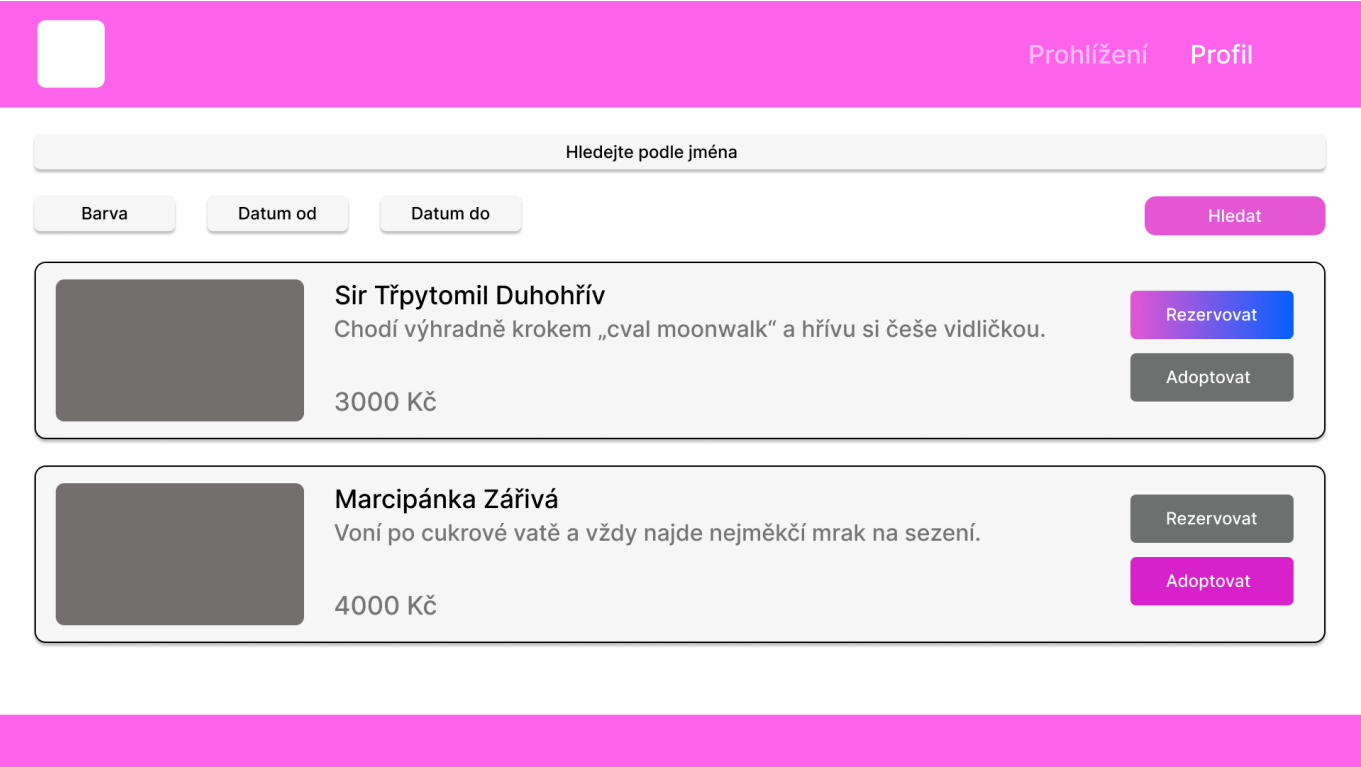 Prohlížení
Profil
Hledejte podle jména
Barva
Datum od
Datum do
Hledat
Sir Třpytomil Duhohřív
Chodí výhradně krokem „cval moonwalk“ a hřívu si češe vidličkou.
3000 Kč
Rezervovat
Adoptovat
Marcipánka Zářivá
Voní po cukrové vatě a vždy najde nejměkčí mrak na sezení.
4000 Kč
Rezervovat
Adoptovat